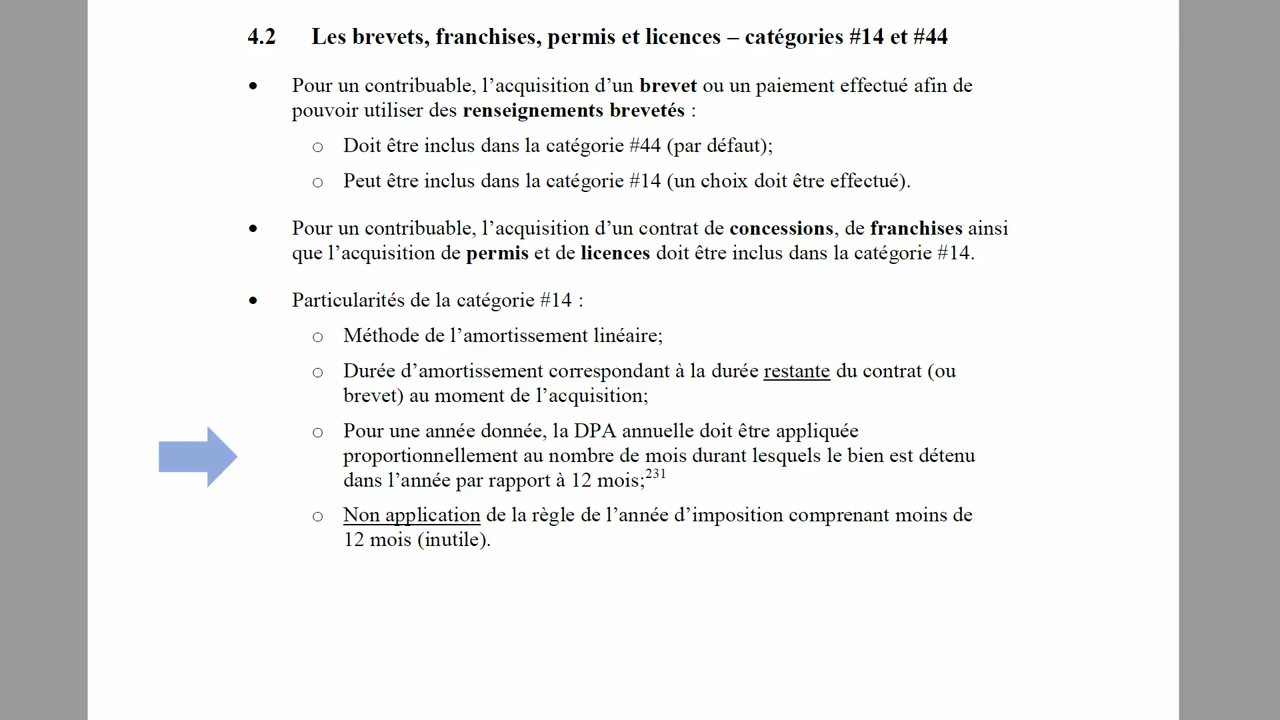 4.2 Les brevets, franchises, permis et licences – catégories #14 et #44
• Pour un contribuable, l’acquisition d’un brevet ou un paiement effectué afin de
pouvoir utiliser des renseignements brevetés :
○ Doit être inclus dans la catégorie #44 (par défaut);
○ Peut être inclus dans la catégorie #14 (un choix doit être effectué).
• Pour un contribuable, l’acquisition d’un contrat de concessions, de franchises ainsi
que l’acquisition de permis et de licences doit être inclus dans la catégorie #14.
• Particularités de la catégorie #14 :
○ Méthode de l’amortissement linéaire;
○ Durée d’amortissement correspondant à la durée restante du contrat (ou
brevet) au moment de l’acquisition;
○ Pour une année donnée, la DPA annuelle doit être appliquée
proportionnellement au nombre de mois durant lesquels le bien est détenu
dans l’année par rapport à 12 mois;231
○ Non application de la règle de l’année d’imposition comprenant moins de
12 mois (inutile).